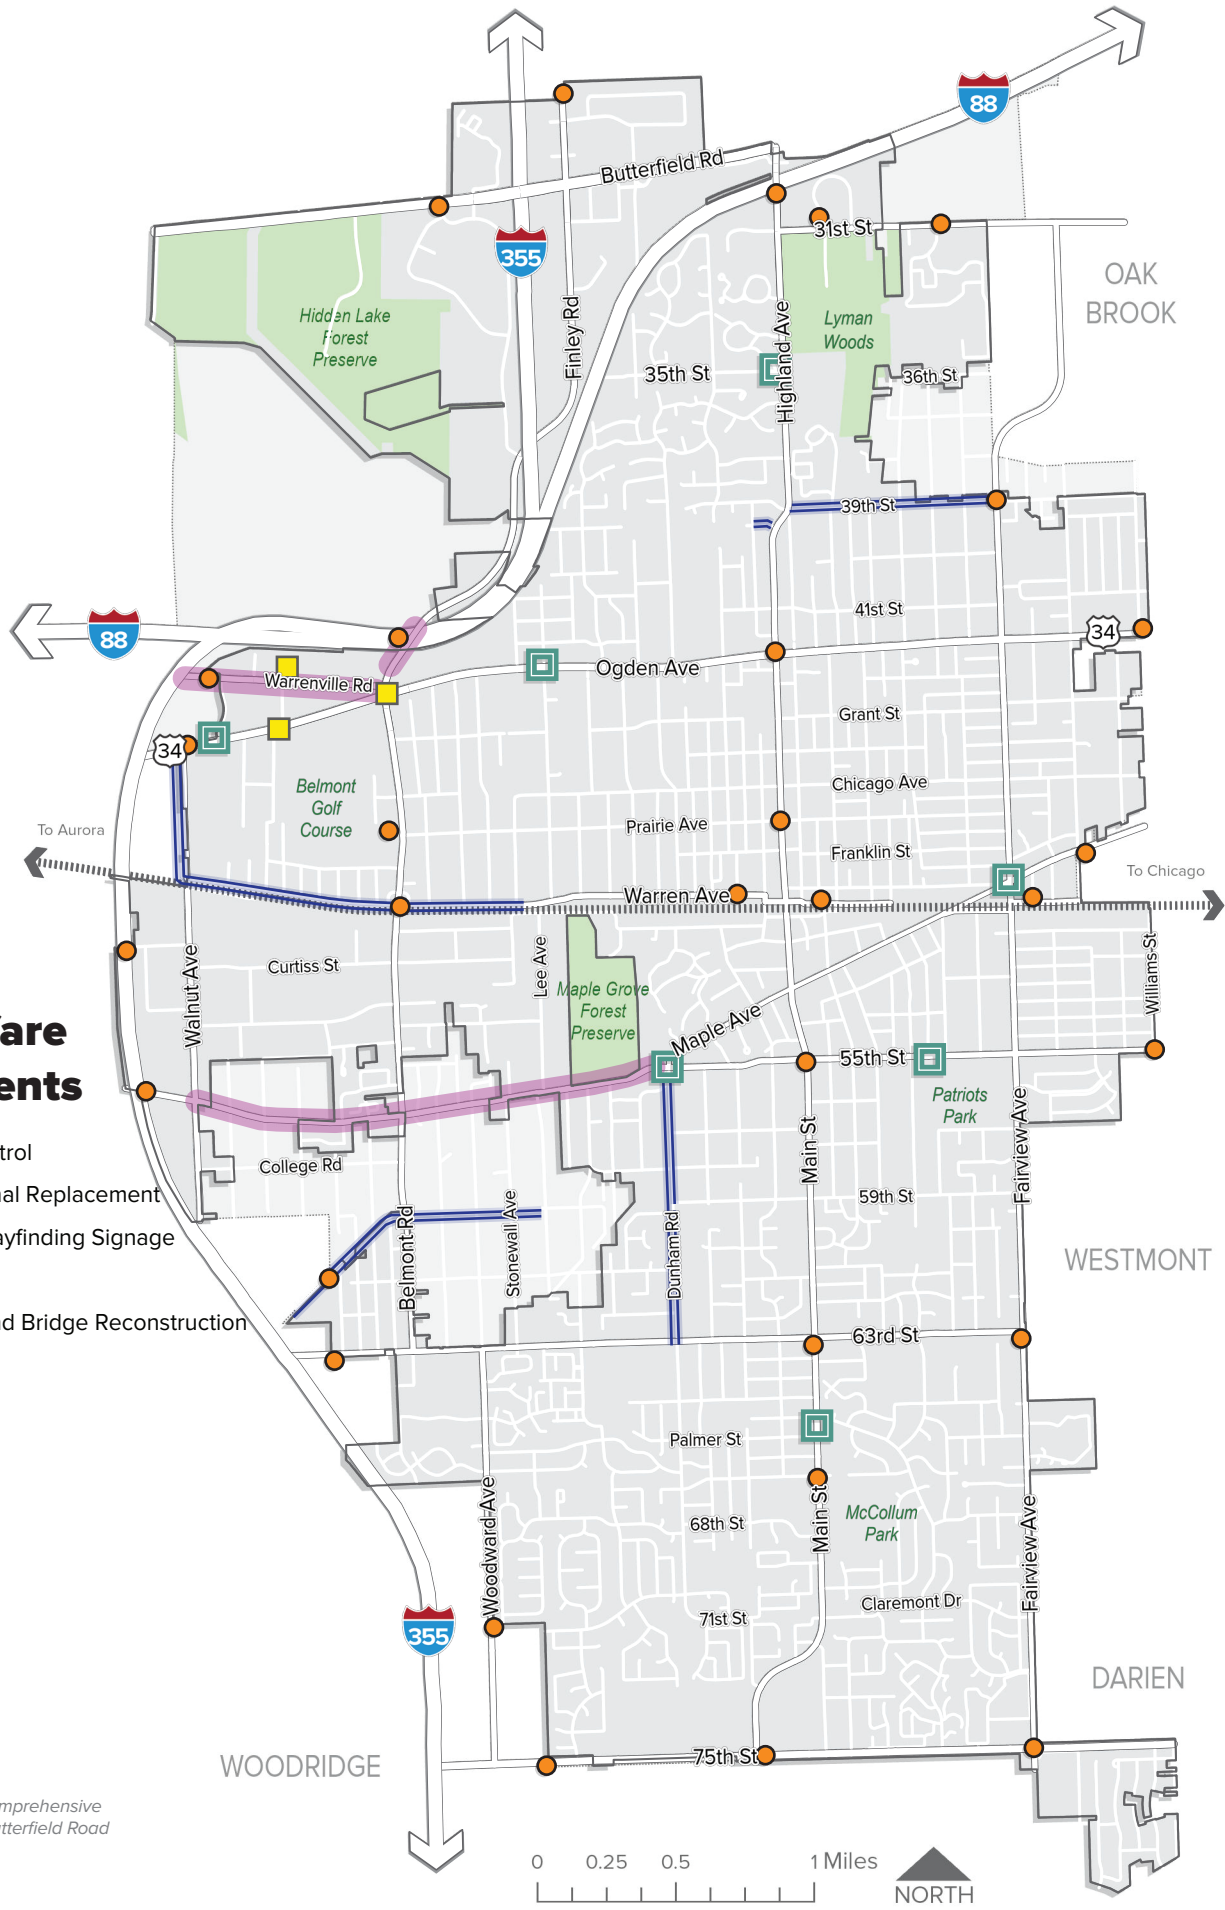 88
Butterfield Rd
31st St
355
OAK
BROOK
Hidden Lake
Forest
Preserve
Finley Rd
Highland Ave
Lyman
Woods
35th St
36th St
39th St
41st St
88
34
Ogden Ave
Warrenville Rd
Grant St
34
Chicago Ave
Belmont
Golf
Course
Prairie Ave
To Aurora
Franklin St
To Chicago
Warren Ave
Lee Ave
Curtiss St
Walnut Ave
Williams St
Maple Grove
Forest
Preserve
Maple Ave
55th St
Patriots
Park
ents
Main St
Fairview Ave
trol
College Rd
nal Replacement
59th St
Stonewall Ave
Dunham Rd
Belmont Rd
ayfinding Signage
WESTMONT
nd Bridge Reconstruction
63rd St
Palmer St
Woodward Ave
Main St
McCollum
Park
68th St
Fairview Ave
Claremont Dr
71st St
355
DARIEN
75th St
WOODRIDGE
mprehensive
tterfield Road
0 0.25 0.5 1 Miles
NORTH